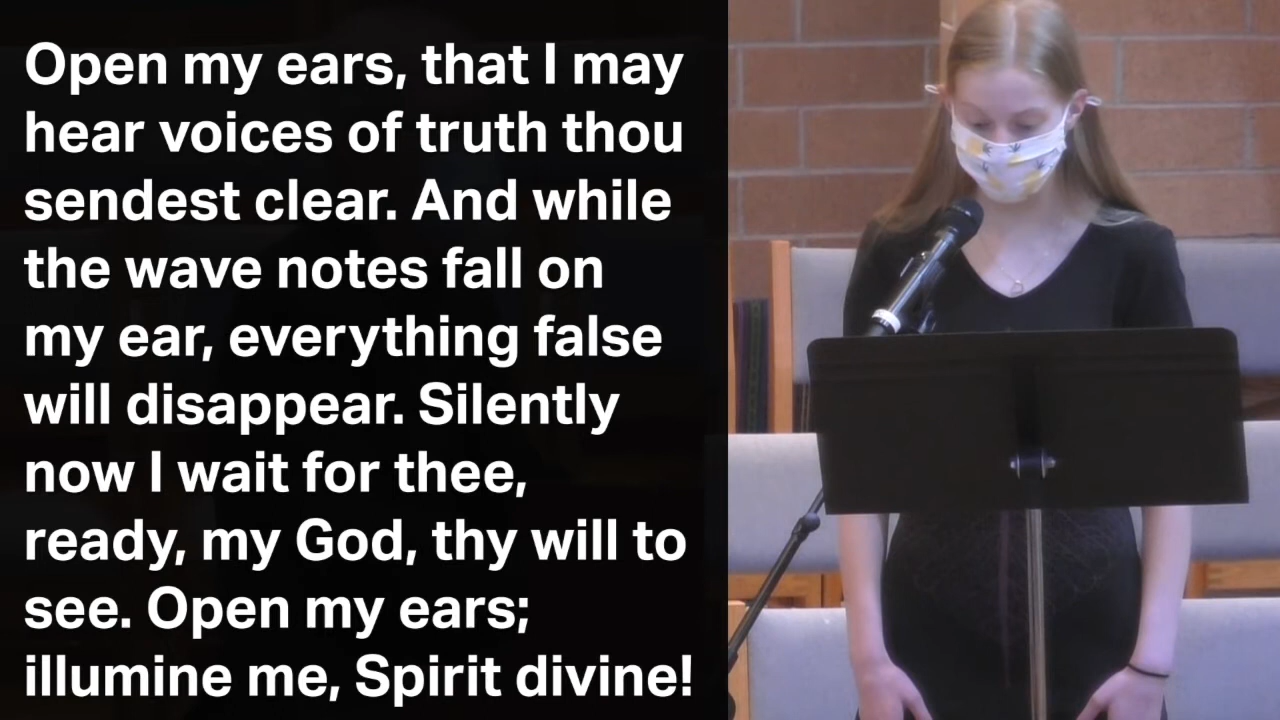 Open my ears, that I may
hear voices of truth thou
sendest clear. And while
the wave notes fall on
my ear, everything false
will disappear. Silently
now I wait for thee,
ready, my God, thy will to
see. Open my ears;
illumine me, Spirit divine!